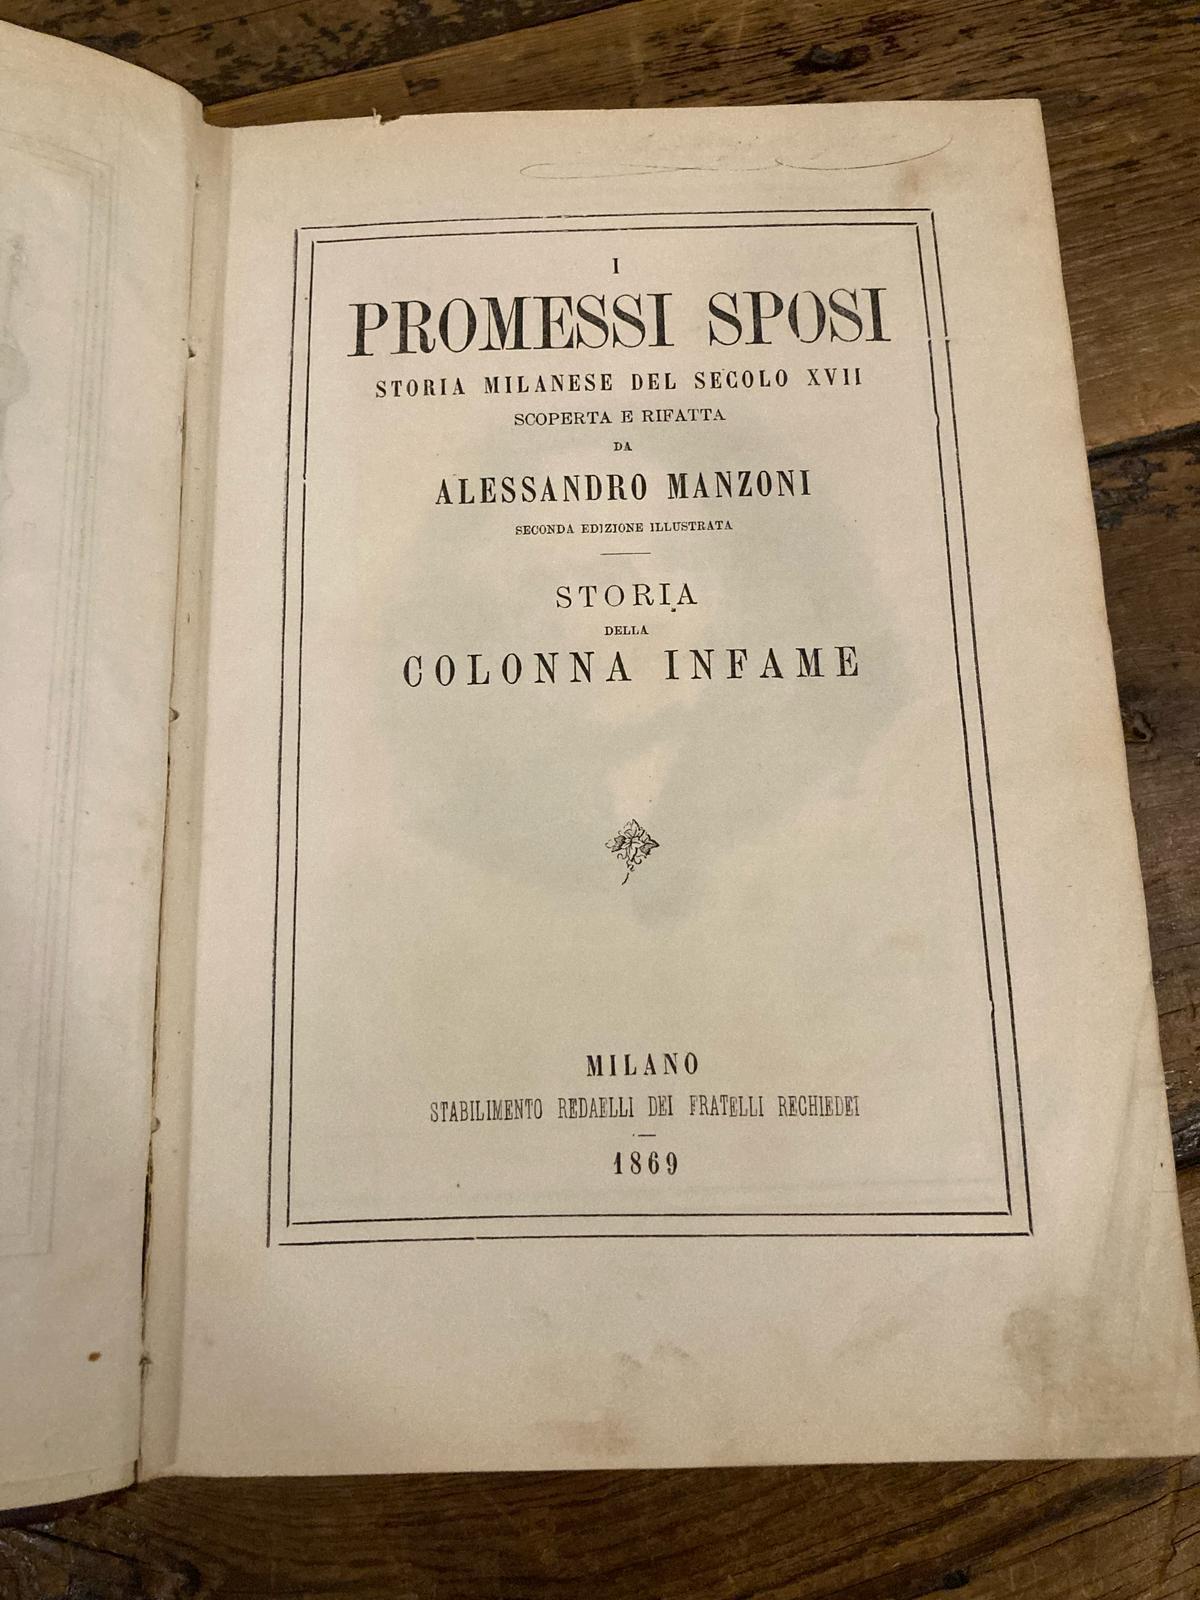 I
PROMESSI SPOSI
STORIA MILANESE DEL SECOLO XVII
SCOPERTA E RIFATTA
DA
ALESSANDRO MANZONI
SECONDA EDIZIONE ILLUSTRATA
STORIA
DELLA
COLONNA INFAME
MILANO
STABILIMENTO REDAELLI DEI FRATELLI RECHIEDEI
1869